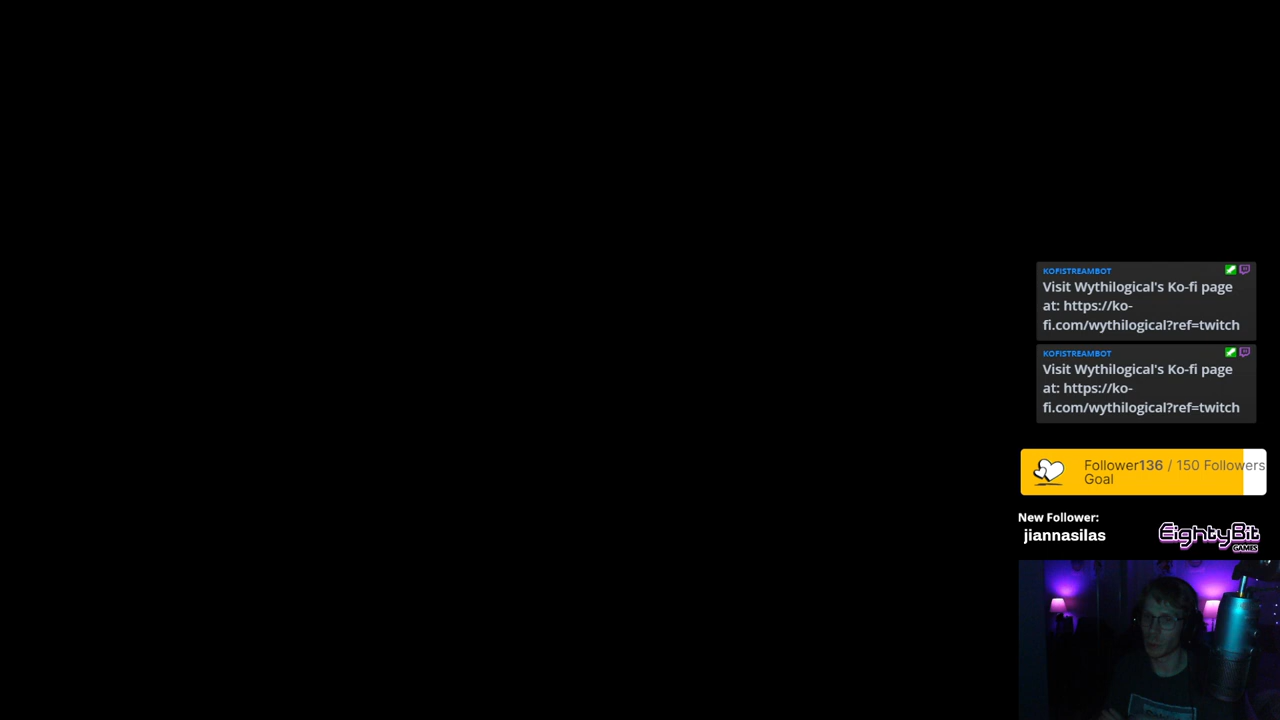 KOFISTREAMBOT
Visit Wythilogical's Ko-fi page
at: https://ko-
fi.com/wythilogical?ref=twitch
KOFISTREAMBOT
Visit Wythilogical's Ko-fi page
at: https://ko-
fi.com/wythilogical?ref=twitch
Follower136 / 150 Followers
Goal
New Follower:
jiannasilas
EightyBit
GAMES